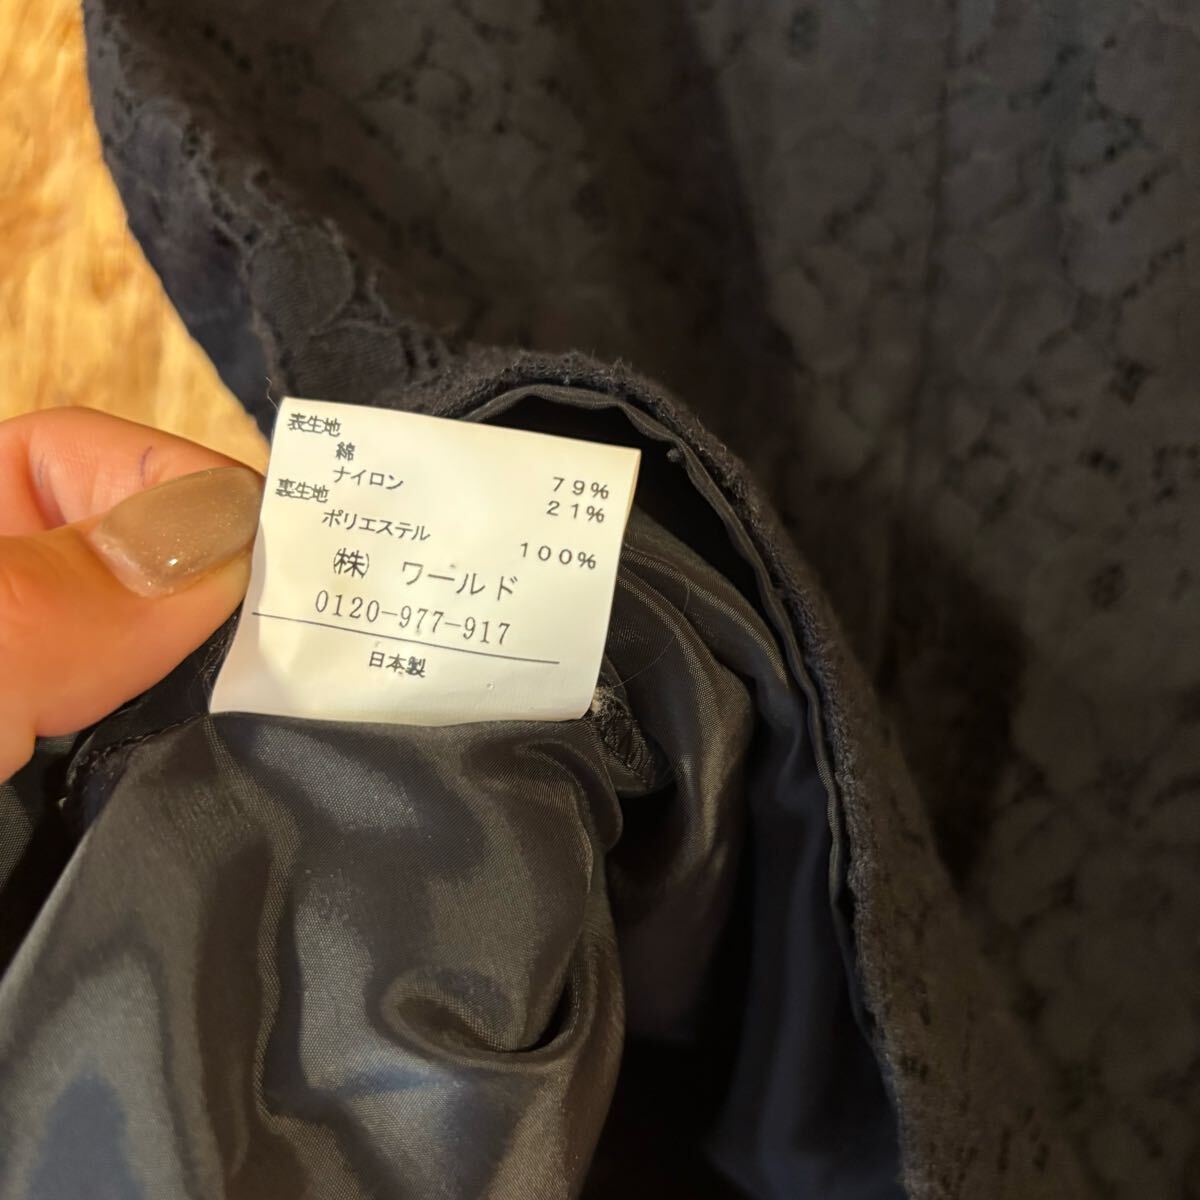 表生地
綿 79%
ナイロン 21%
裏生地
ポリエステル 100%
㈱ ワールド
0120-977-917
日本製